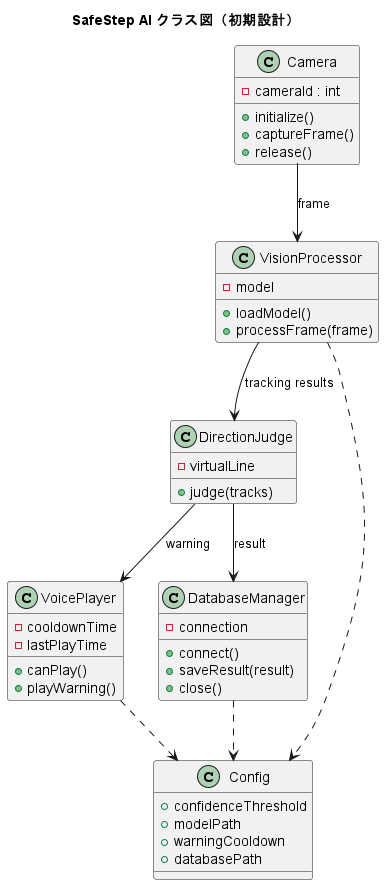 SafeStep AI クラス図（初期設計）
C Camera
cameraId : int
initialize()
captureFrame()
release()
frame
C VisionProcessor
model
loadModel()
processFrame(frame)
tracking results
C DirectionJudge
virtualLine
judge(tracks)
warning
result
C VoicePlayer
cooldownTime
lastPlayTime
canPlay()
playWarning()
C DatabaseManager
connection
connect()
saveResult(result)
close()
C Config
confidenceThreshold
modelPath
warningCooldown
databasePath